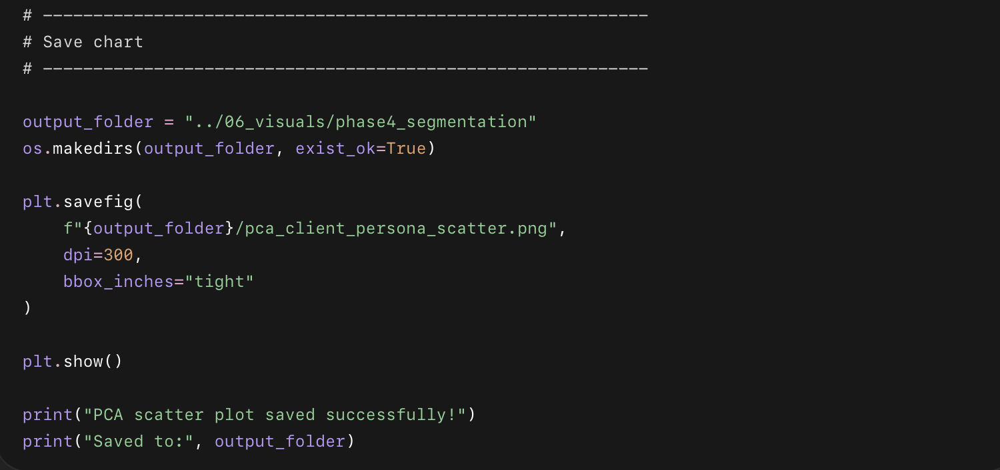 # ------------------------------------------------------------
# Save chart
# ------------------------------------------------------------
output_folder = "../06_visuals/phase4_segmentation"
os.makedirs(output_folder, exist_ok=True)
plt.savefig(
    f"{output_folder}/pca_client_persona_scatter.png",
    dpi=300,
    bbox_inches="tight"
)
plt.show()
print("PCA scatter plot saved successfully!")
print("Saved to:", output_folder)